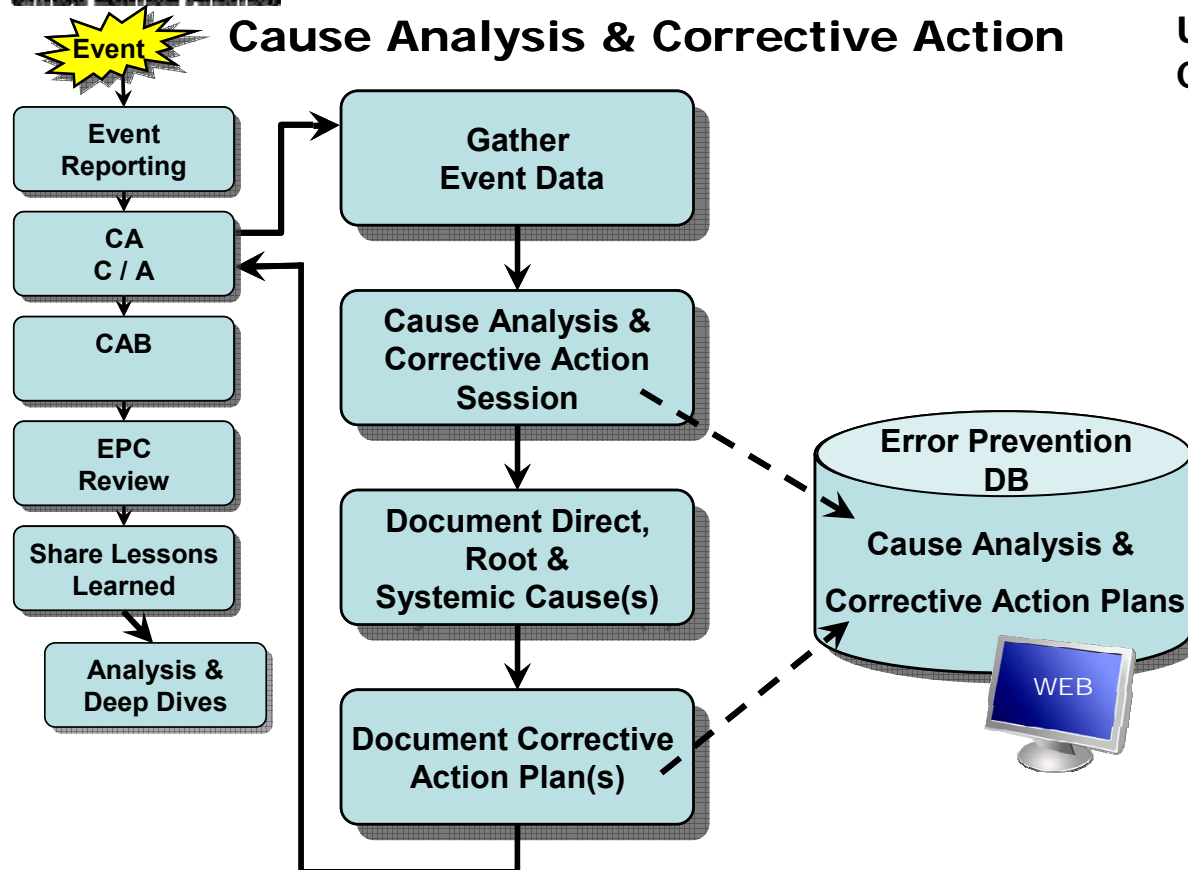 Cause Analysis & Corrective Action
Event
Event
Reporting
CA
C / A
CAB
EPC
Review
Share Lessons
Learned
Analysis &
Deep Dives
Gather
Event Data
Cause Analysis &
Corrective Action
Session
Document Direct,
Root &
Systemic Cause(s)
Document Corrective
Action Plan(s)
Error Prevention
DB
Cause Analysis &
Corrective Action Plans
WEB